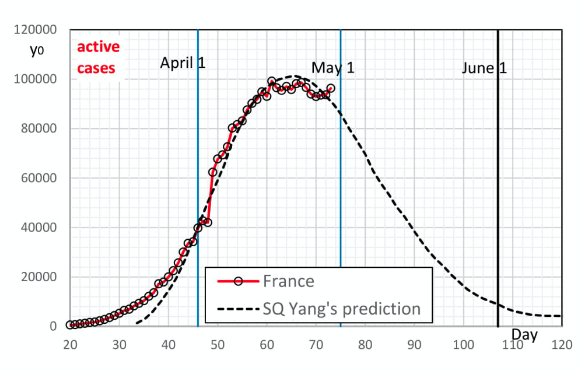 120000
y₀
active
cases
April 1
May 1
June 1
100000
80000
60000
40000
20000
0
France
SQ Yang's prediction
Day
20 30 40 50 60 70 80 90 100 110 120